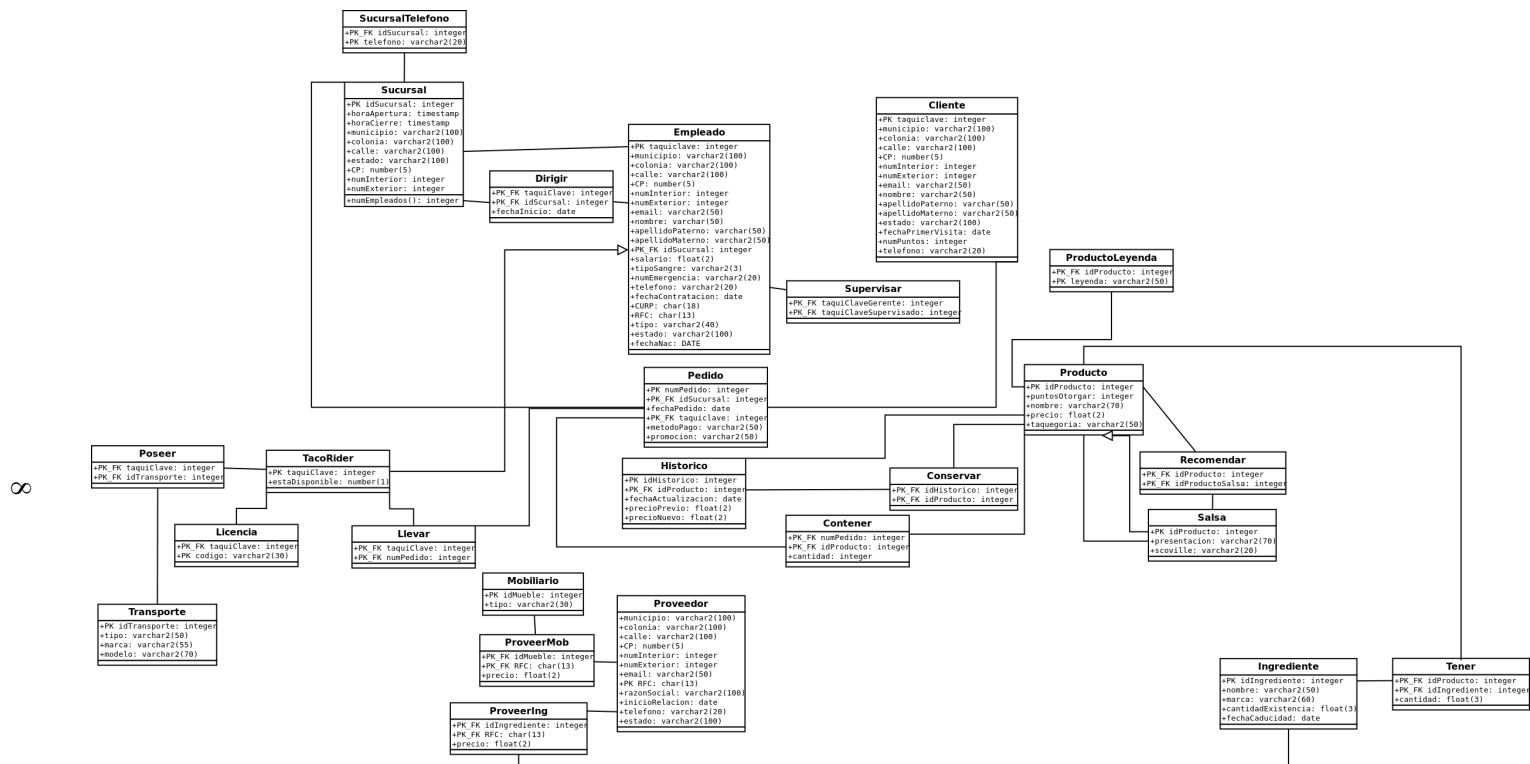 SucursalTelefono
+PK_FK idSucursal: integer
+PK telefono: varchar2(20)
Sucursal
+PK idSucursal: integer
+horaApertura: timestamp
+horaCierre: timestamp
+municipio: varchar2(100)
+colonia: varchar2(100)
+calle: varchar2(100)
+estado: varchar2(100)
+CP: number(5)
+numInterior: integer
+numExterior: integer
+numEmpleados(): integer
Dirigir
+PK_FK taquiClave: integer
+PK_FK idScursal: integer
+fechaInicio: date
Empleado
+PK taquiclave: integer
+municipio: varchar2(100)
+colonia: varchar2(100)
+calle: varchar2(100)
+CP: number(5)
+numInterior: integer
+numExterior: integer
+email: varchar2(50)
+nombre: varchar(50)
+apellidoPaterno: varchar(50)
+apellidoMaterno: varchar2(50)
+PK_FK idSucursal: integer
+salario: float(2)
+tipoSangre: varchar2(3)
+numEmergencia: varchar2(20)
+telefono: varchar2(20)
+fechaContratacion: date
+CURP: char(18)
+RFC: char(13)
+tipo: varchar2(40)
+estado: varchar2(100)
+fechaNac: DATE
Cliente
+PK taquiclave: integer
+municipio: varchar2(100)
+colonia: varchar2(100)
+calle: varchar2(100)
+CP: number(5)
+numInterior: integer
+numExterior: integer
+email: varchar2(50)
+nombre: varchar2(50)
+apellidoPaterno: varchar(50)
+apellidoMaterno: varchar2(50)
+estado: varchar2(100)
+fechaPrimerVisita: date
+numPuntos: integer
+telefono: varchar2(20)
Supervisar
+PK_FK taquiClaveGerente: integer
+PK_FK taquiClaveSupervisado: integer
ProductoLeyenda
+PK_FK idProducto: integer
+PK leyenda: varchar2(50)
Pedido
+PK numPedido: integer
+PK_FK idSucursal: integer
+fechaPedido: date
+PK_FK taquiclave: integer
+metodoPago: varchar2(50)
+promocion: varchar2(50)
Producto
+PK idProducto: integer
+puntosOtorgar: integer
+nombre: varchar2(70)
+precio: float(2)
+taquegoria: varchar2(50)
Poseer
+PK_FK taquiClave: integer
+PK_FK idTransporte: integer
TacoRider
+PK taquiClave: integer
+estaDisponible: number(1)
Historico
+PK idHistorico: integer
+PK_FK idProducto: integer
+fechaActualizacion: date
+precioPrevio: float(2)
+precioNuevo: float(2)
Conservar
+PK_FK idHistorico: integer
+PK_FK idProducto: integer
Recomendar
+PK_FK idProducto: integer
+PK_FK idProductoSalsa: integer
∞
Licencia
+PK_FK taquiClave: integer
+PK codigo: varchar2(30)
Llevar
+PK_FK taquiClave: integer
+PK_FK numPedido: integer
Contener
+PK_FK numPedido: integer
+PK_FK idProducto: integer
+cantidad: integer
Salsa
+PK_FK idProducto: integer
+presentacion: varchar2(70)
+scoville: varchar2(20)
Transporte
+PK idTransporte: integer
+tipo: varchar2(50)
+marca: varchar2(55)
+modelo: varchar2(70)
Mobiliario
+PK idMueble: integer
+tipo: varchar2(30)
ProveerMob
+PK_FK idMueble: integer
+PK_FK RFC: char(13)
+precio: float(2)
Proveedor
+municipio: varchar2(100)
+colonia: varchar2(100)
+calle: varchar2(100)
+CP: number(5)
+numInterior: integer
+numExterior: integer
+email: varchar2(50)
+PK RFC: char(13)
+razonSocial: varchar2(100)
+inicioRelacion: date
+telefono: varchar2(20)
+estado: varchar2(100)
ProveerIng
+PK_FK idIngrediente: integer
+PK_FK RFC: char(13)
+precio: float(2)
Ingrediente
+PK idIngrediente: integer
+nombre: varchar2(50)
+marca: varchar2(60)
+cantidadExistencia: float(3)
+fechaCaducidad: date
Tener
+PK_FK idProducto: integer
+PK_FK idIngrediente: integer
+cantidad: float(3)